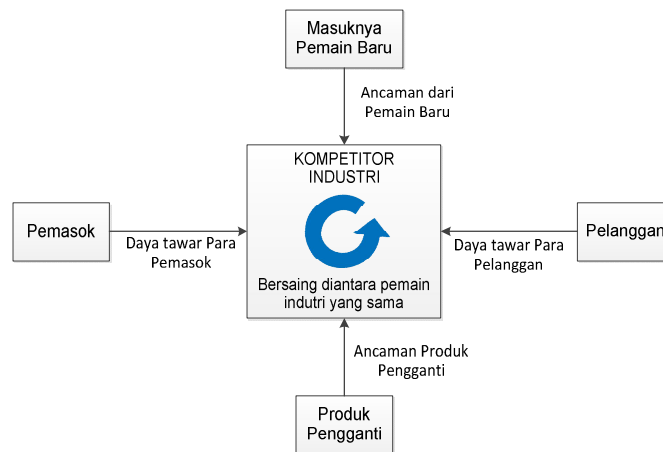 Masuknya
Pemain Baru
Ancaman dari
Pemain Baru
KOMPETITOR
INDUSTRI
Pemasok
Daya tawar Para
Pemasok
Pelanggan
Daya tawar Para
Pelanggan
Bersaing diantara pemain
indutri yang sama
Ancaman Produk
Pengganti
Produk
Pengganti